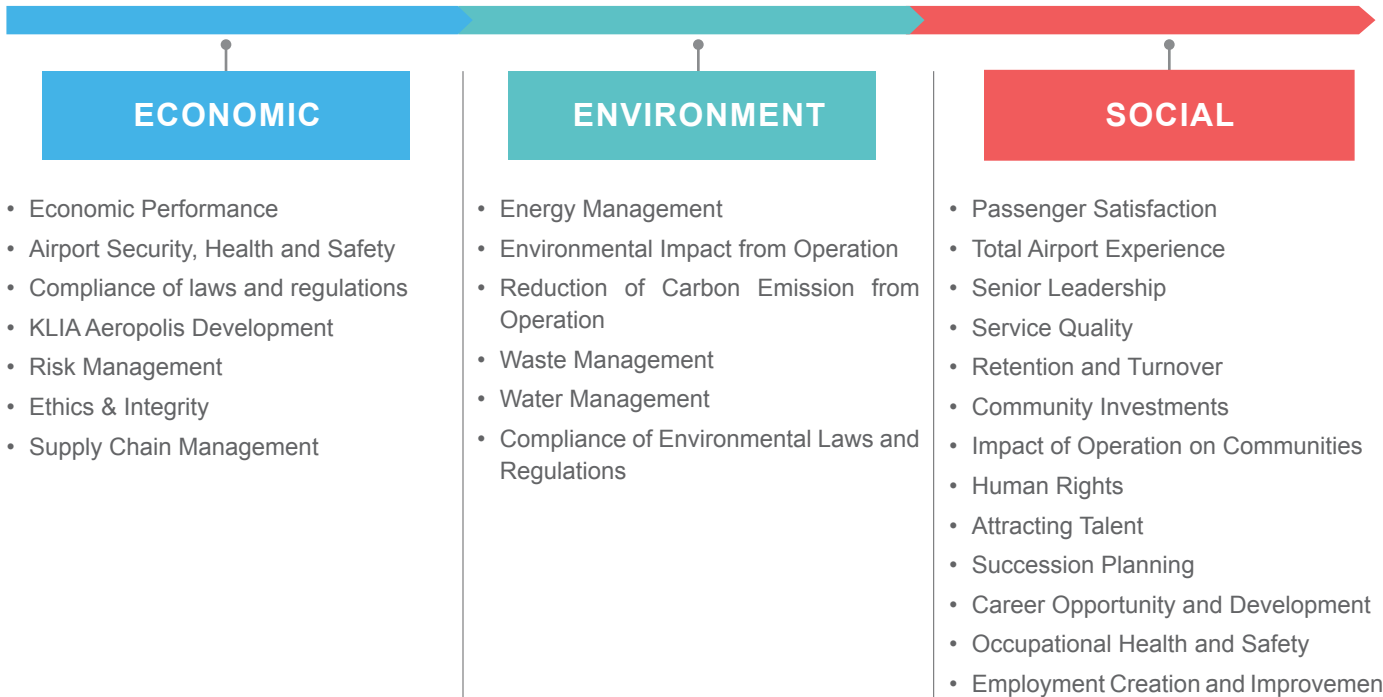 ECONOMIC
• Economic Performance
• Airport Security, Health and Safety
• Compliance of laws and regulations
• KLIA Aeropolis Development
• Risk Management
• Ethics & Integrity
• Supply Chain Management
ENVIRONMENT
• Energy Management
• Environmental Impact from Operation
• Reduction of Carbon Emission from
Operation
• Waste Management
• Water Management
• Compliance of Environmental Laws and
Regulations
SOCIAL
• Passenger Satisfaction
• Total Airport Experience
• Senior Leadership
• Service Quality
• Retention and Turnover
• Community Investments
• Impact of Operation on Communities
• Human Rights
• Attracting Talent
• Succession Planning
• Career Opportunity and Development
• Occupational Health and Safety
• Employment Creation and Improvemen